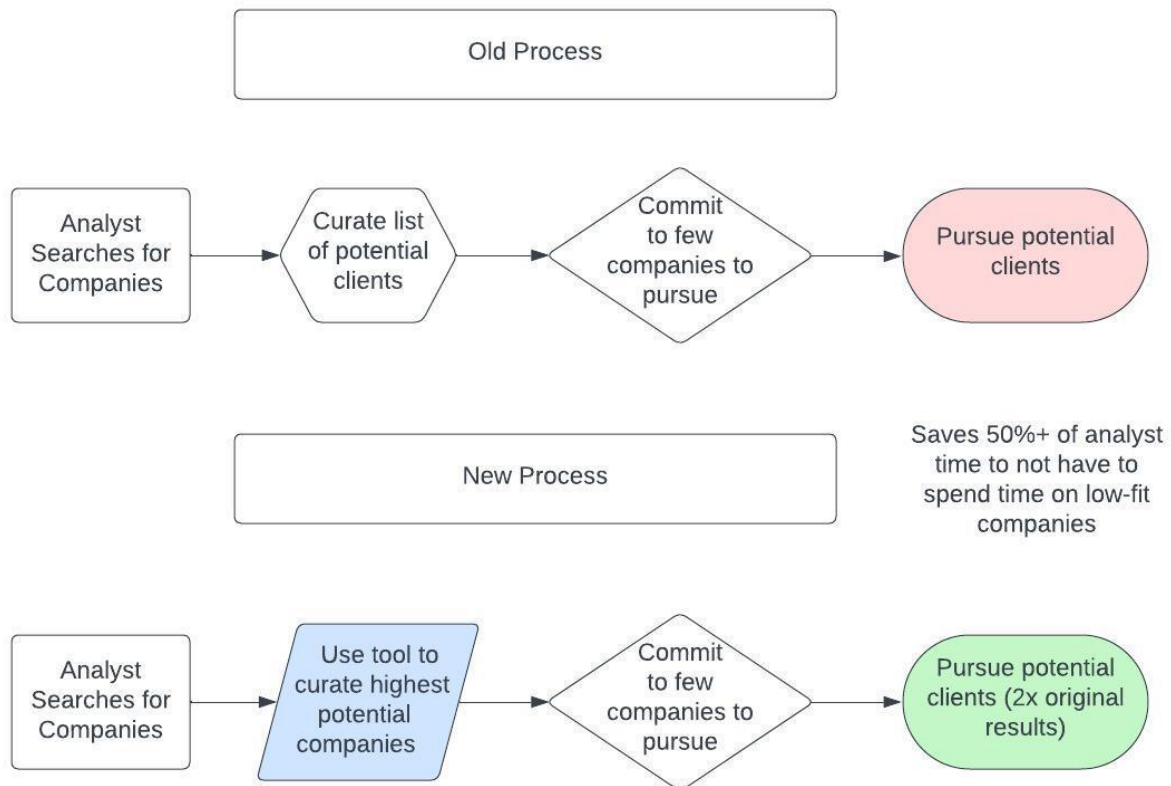 Old Process
Analyst
Searches for
Companies
Curate list
of potential
clients
Commit
to few
companies to
pursue
Pursue potential
clients
New Process
Saves 50%+ of analyst
time to not have to
spend time on low-fit
companies
Analyst
Searches for
Companies
Use tool to
curate highest
potential
companies
Commit
to few
companies to
pursue
Pursue potential
clients (2x original
results)